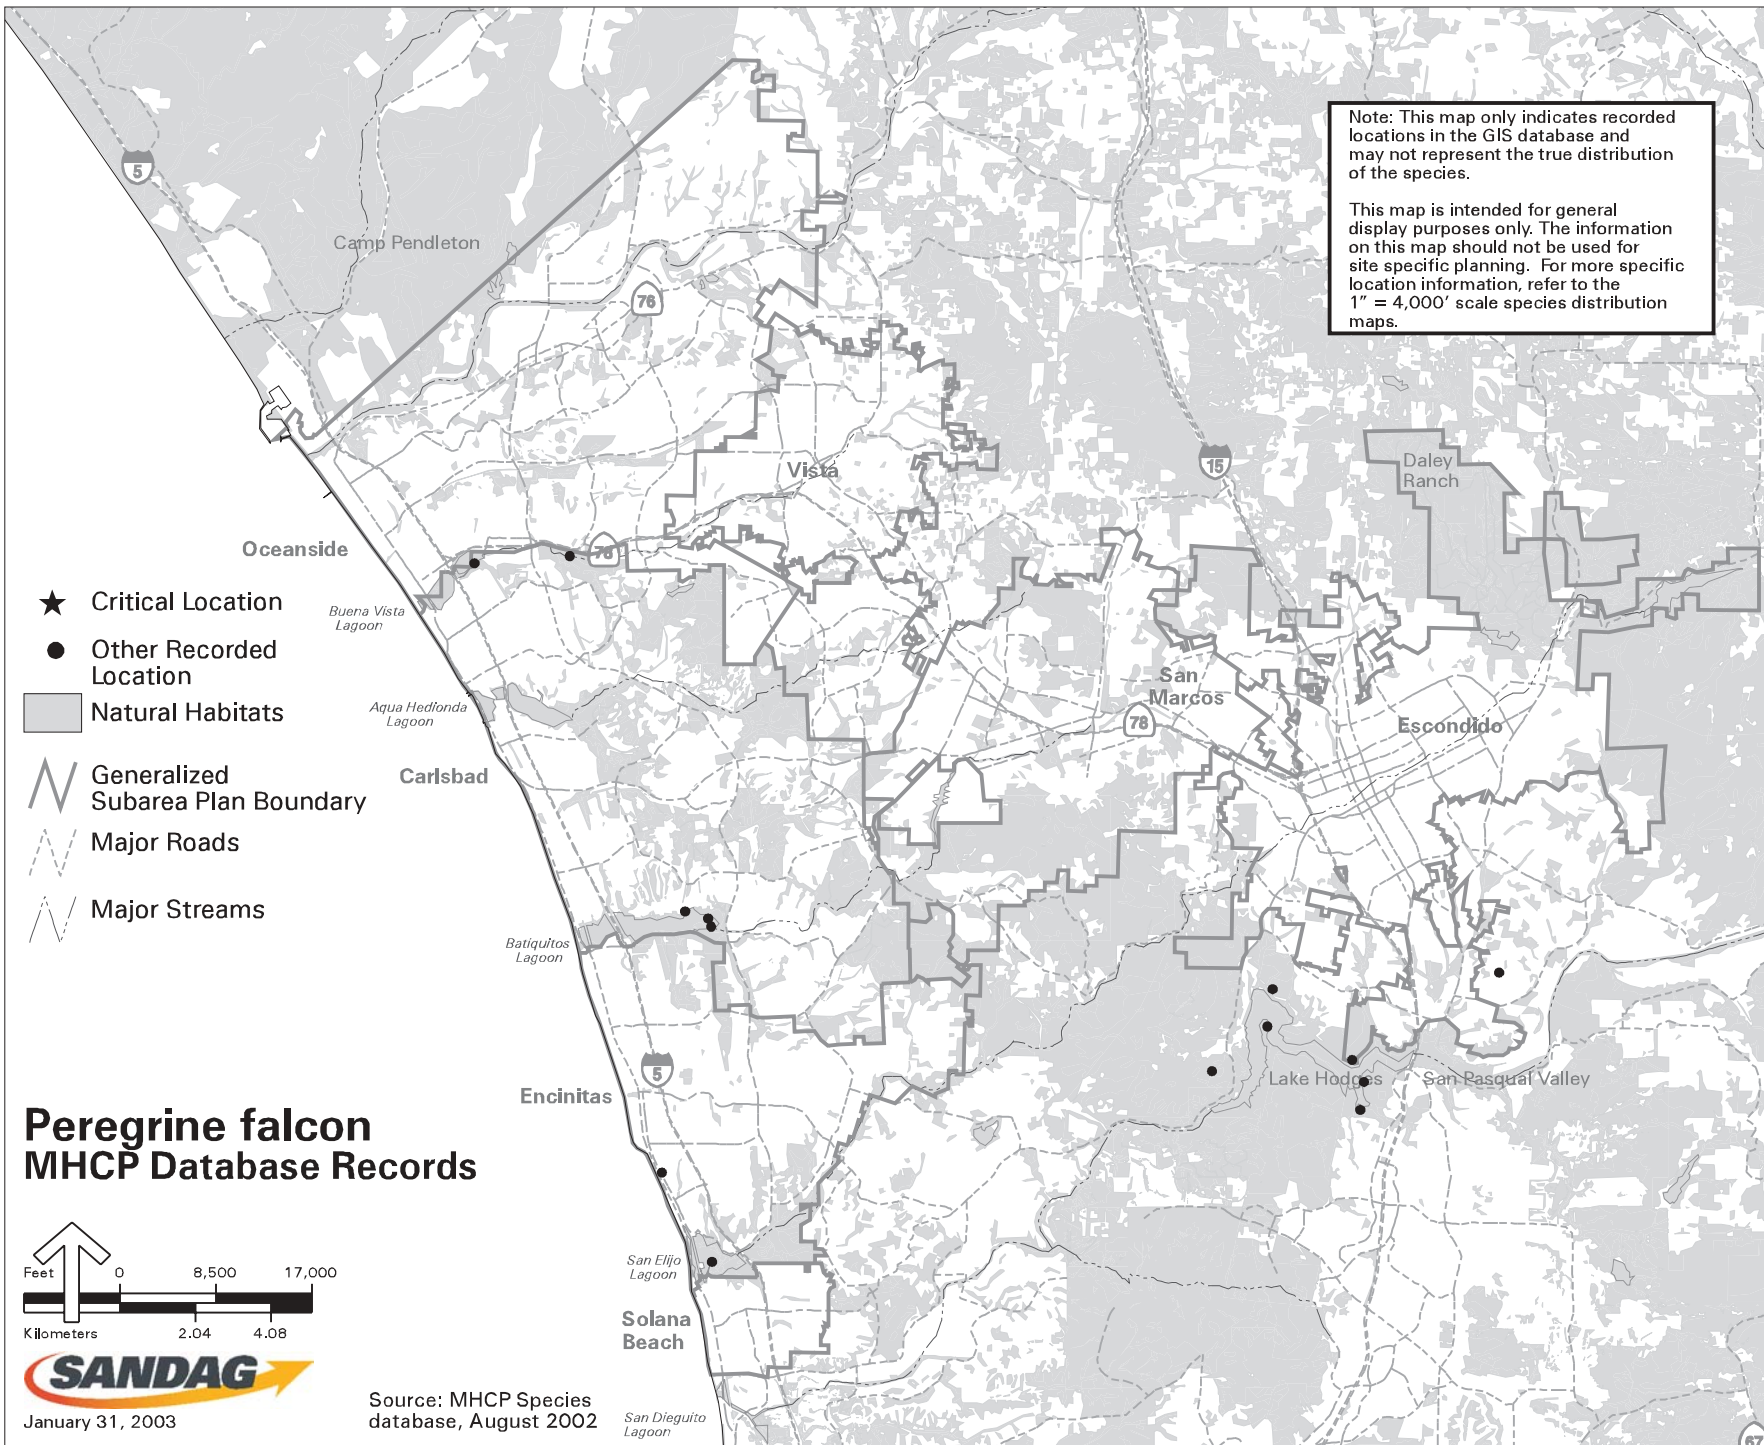 Note: This map only indicates recorded
locations in the GIS database and
may not represent the true distribution
of the species.
This map is intended for general
display purposes only. The information
on this map should not be used for
site specific planning. For more specific
location information, refer to the
1” = 4,000’ scale species distribution
maps.
5
Camp Pendleton
76
15
Daley
Ranch
Vista
Oceanside
78
Buena Vista
Lagoon
San
Marcos
78
Escondido
Aqua Hedionda
Lagoon
Carlsbad
Batiquitos
Lagoon
5
Encinitas
Lake Hodges
San Pasqual Valley
San Elijo
Lagoon
Solana
Beach
San Dieguito
Lagoon
67
Critical Location
Other Recorded
Location
Natural Habitats
Generalized
Subarea Plan Boundary
Major Roads
Major Streams
Peregrine falcon
MHCP Database Records
Feet 0 8,500 17,000
Kilometers 2.04 4.08
SANDAG
January 31, 2003
Source: MHCP Species
database, August 2002